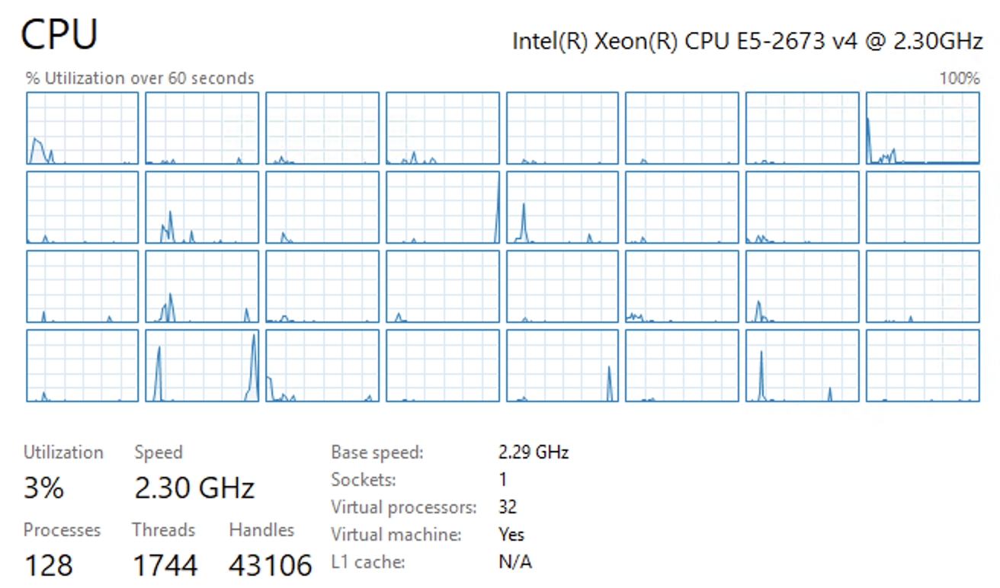 CPU
Intel(R) Xeon(R) CPU E5-2673 v4 @ 2.30GHz
% Utilization over 60 seconds
100%
Utilization
Speed
3%
2.30 GHz
Processes
Threads
Handles
128
1744
43106
Base speed: 2.29 GHz
Sockets: 1
Virtual processors: 32
Virtual machine: Yes
L1 cache: N/A